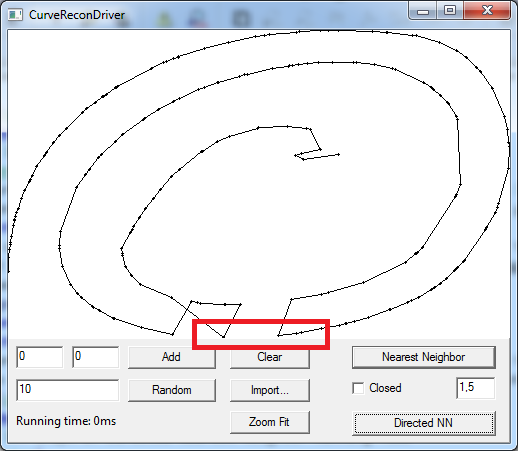 CurveReconDriver
0 0 Add Clear Nearest Neighbor
10 Random Import... Closed 1,5
Running time: 0ms Zoom Fit Directed NN